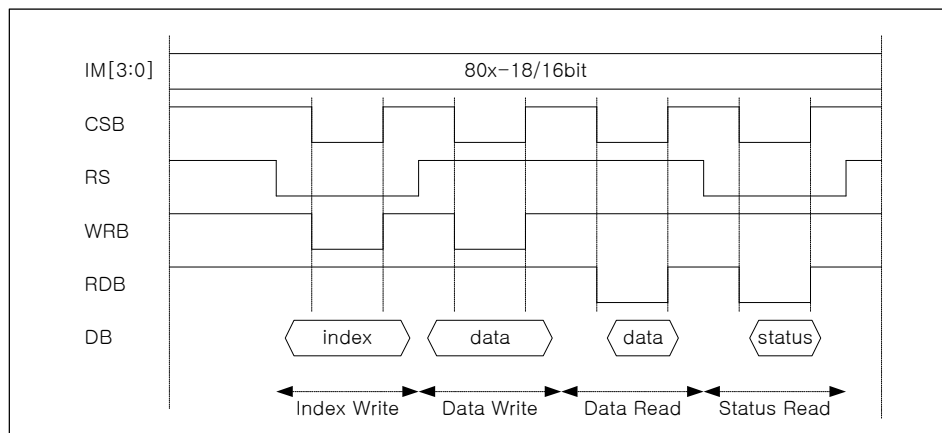 IM[3:0]
80x-18/16bit
CSB
RS
WRB
RDB
DB
index
data
data
status
Index Write
Data Write
Data Read
Status Read